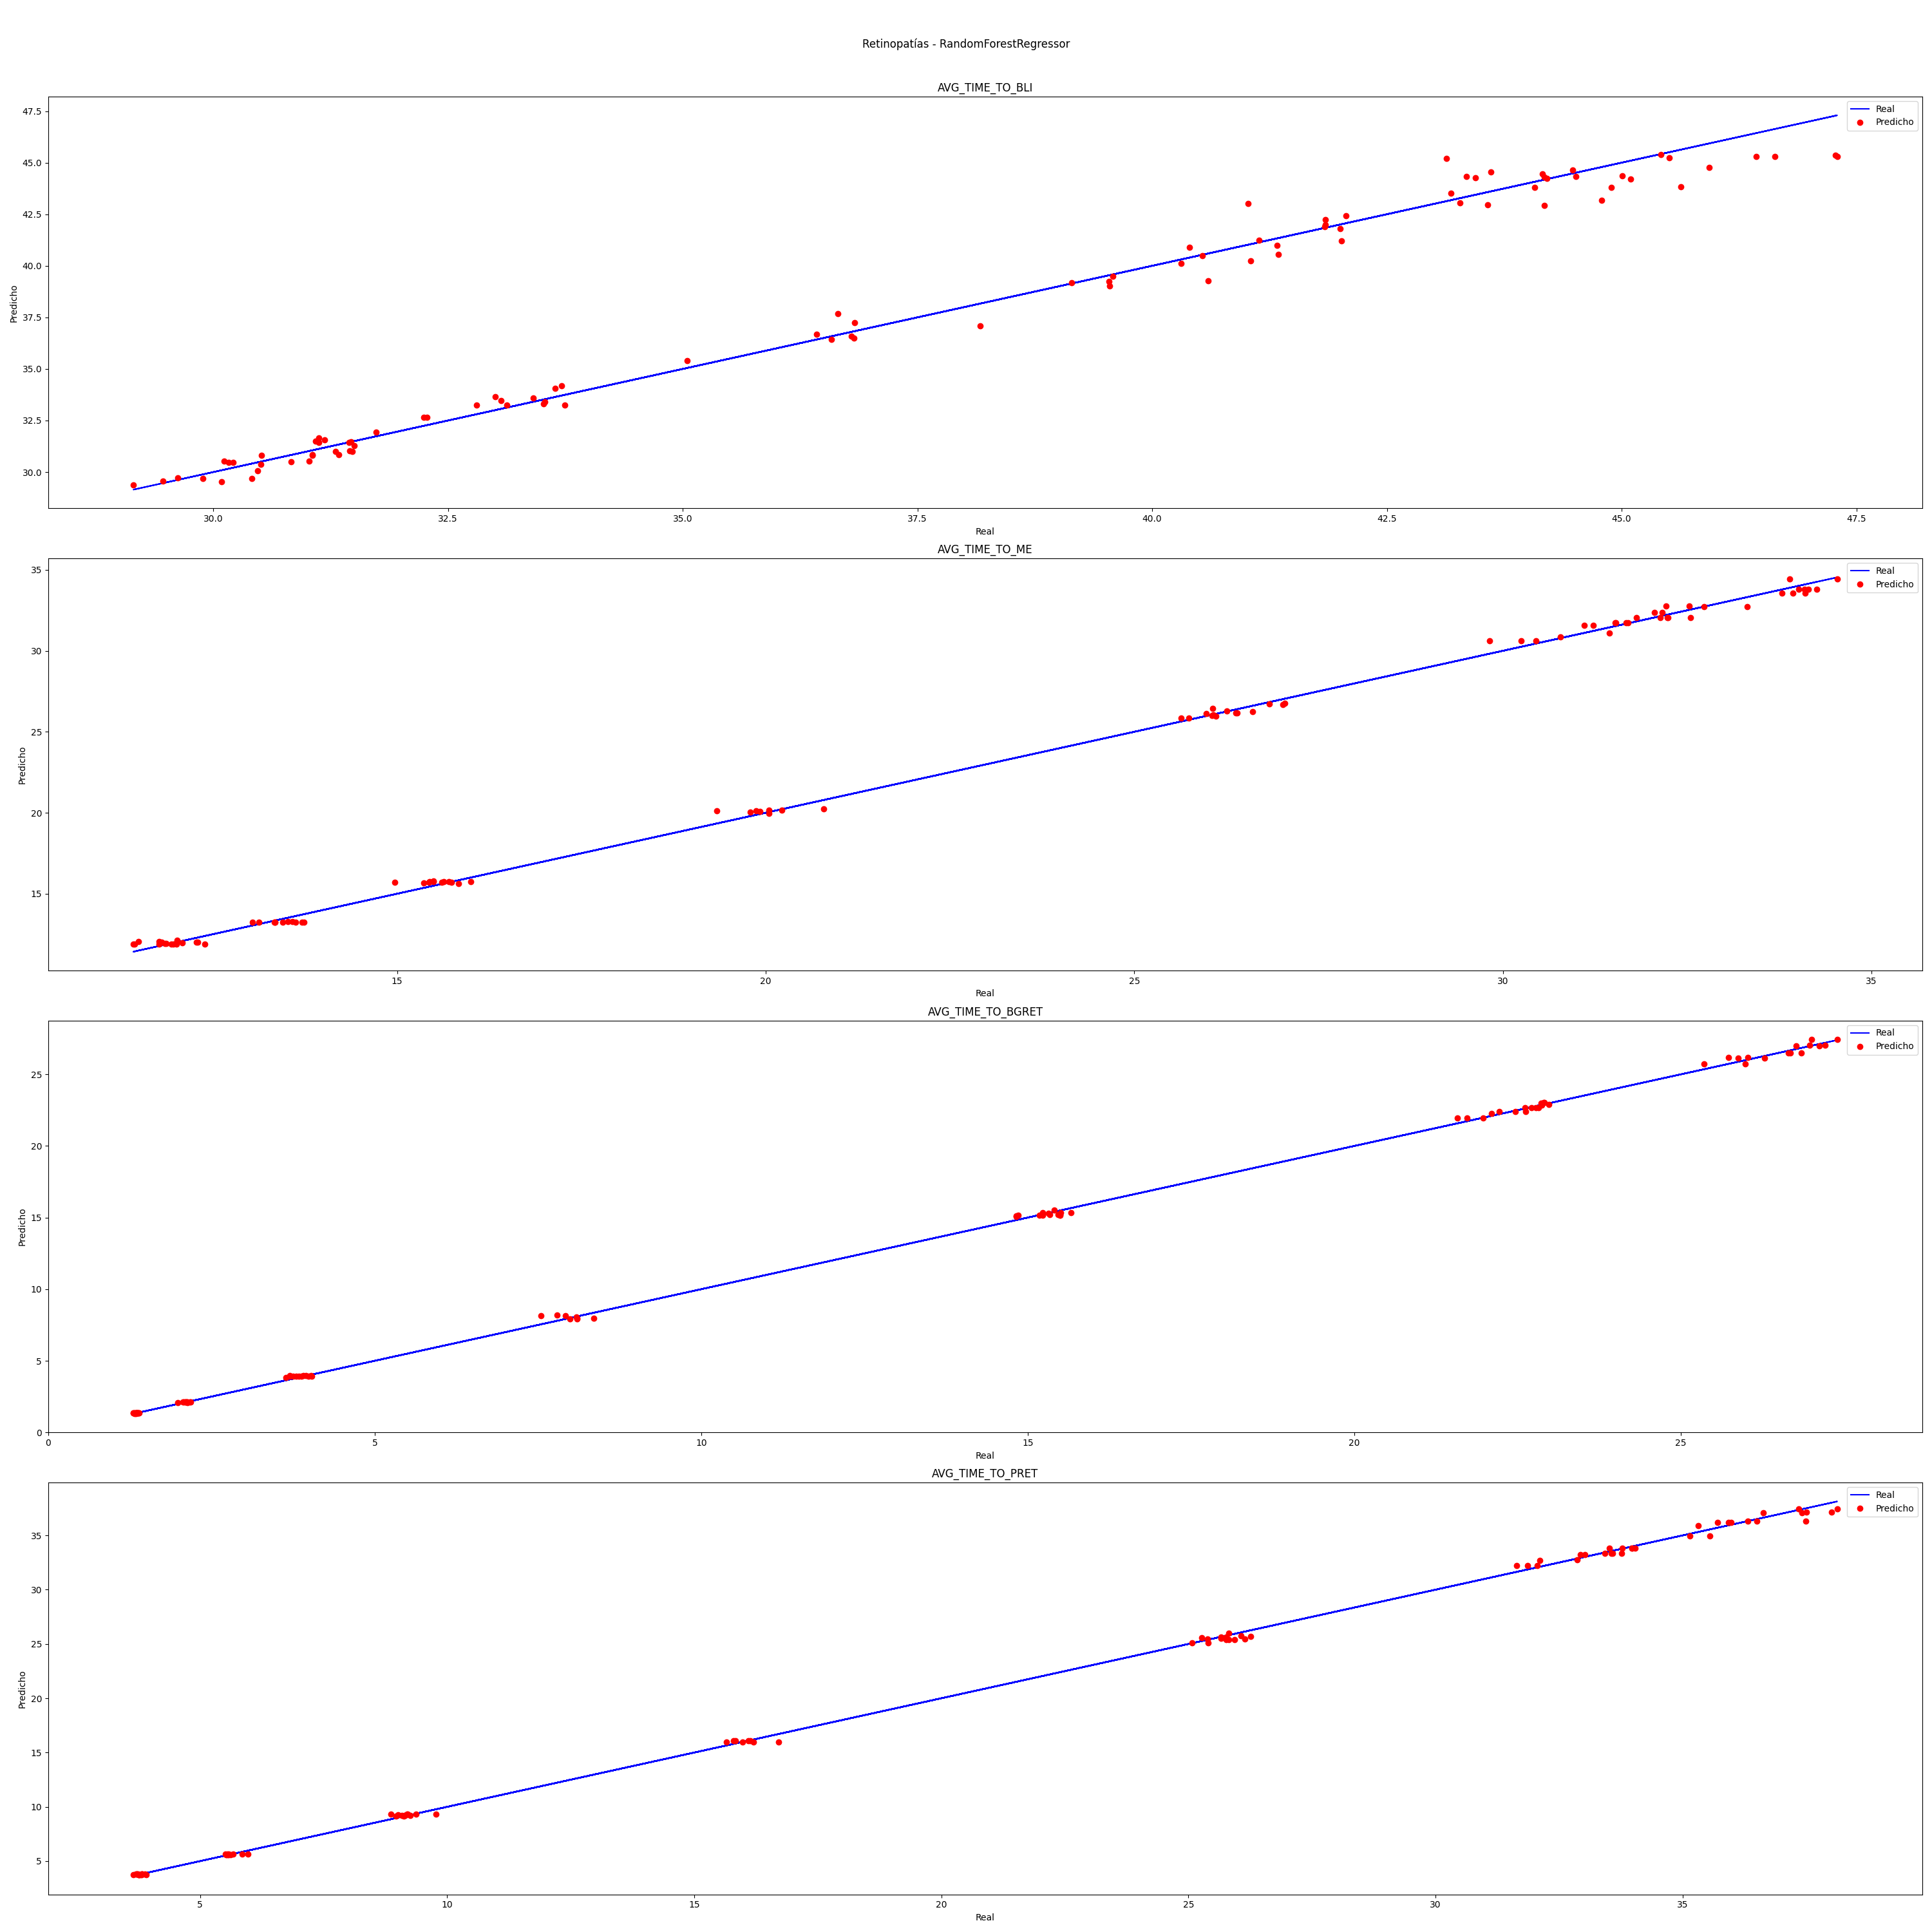 Retinopatías - RandomForestRegressor
AVG_TIME_TO_BLI
47.5
45.0
42.5
40.0
37.5
35.0
32.5
30.0
Predicho
Real
Predicho
30.0 32.5 35.0 37.5 40.0 42.5 45.0 47.5
Real
AVG_TIME_TO_ME
35
30
25
20
15
Predicho
Real
Predicho
15 20 25 30 35
Real
AVG_TIME_TO_BGRET
25
20
15
10
5
0
Predicho
Real
Predicho
0 5 10 15 20 25
Real
AVG_TIME_TO_PRET
35
30
25
20
15
10
5
Predicho
Real
Predicho
5 10 15 20 25 30 35
Real